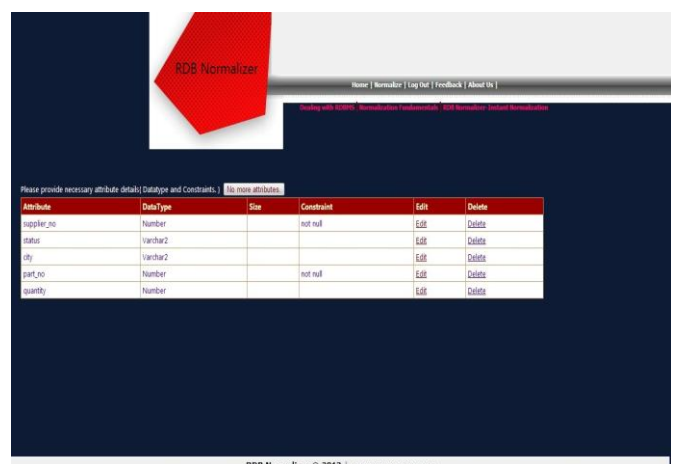 RDB Normalizer
Home | Normalize | Log Out | Feedback | About Us |
Dealing with RDBMS Normalization Fundamentals RDB Normalizer-Instant Normalization
Please provide necessary attribute details( Datatype and Constraints. ) No more attributes.
Attribute DataType Size Constraint Edit Delete
supplier_no Number not null Edit Delete
status Varchar2 Edit Delete
city Varchar2 Edit Delete
part_no Number not null Edit Delete
quantity Number Edit Delete